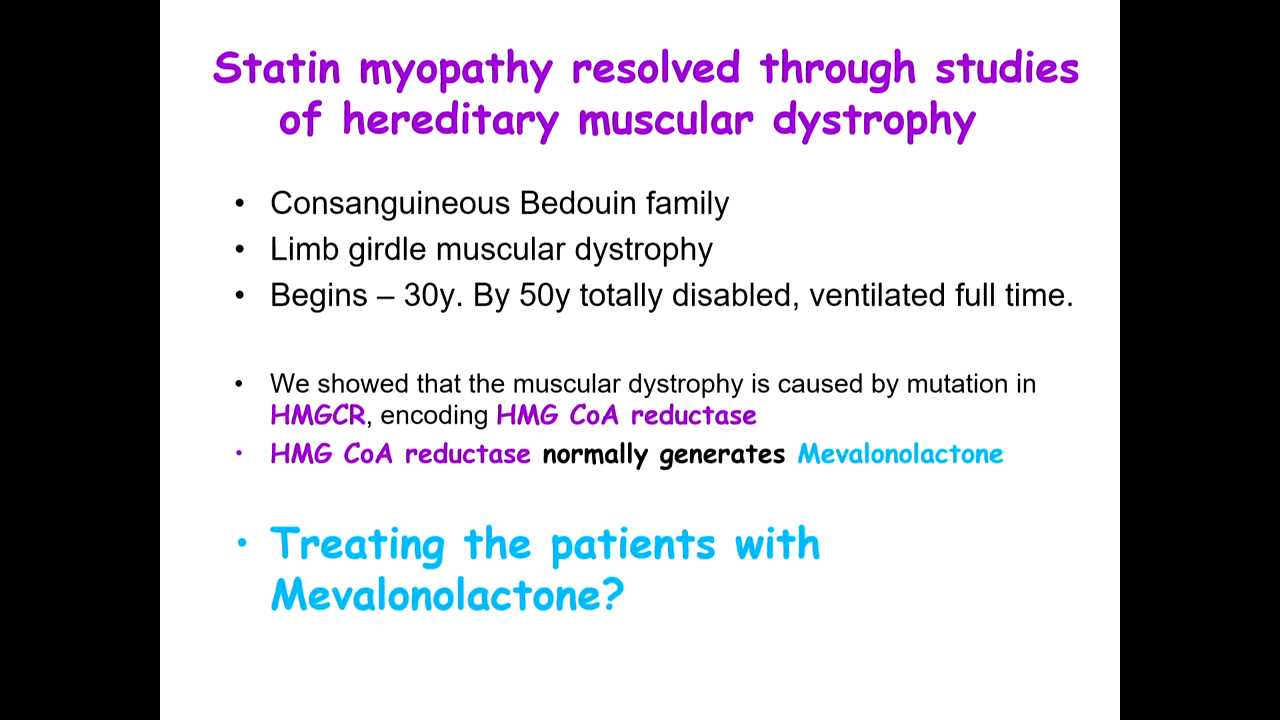 Statin myopathy resolved through studies
of hereditary muscular dystrophy
• Consanguineous Bedouin family
• Limb girdle muscular dystrophy
• Begins – 30y. By 50y totally disabled, ventilated full time.
• We showed that the muscular dystrophy is caused by mutation in
HMGCR, encoding HMG CoA reductase
• HMG CoA reductase normally generates Mevalonolactone
• Treating the patients with
Mevalonolactone?